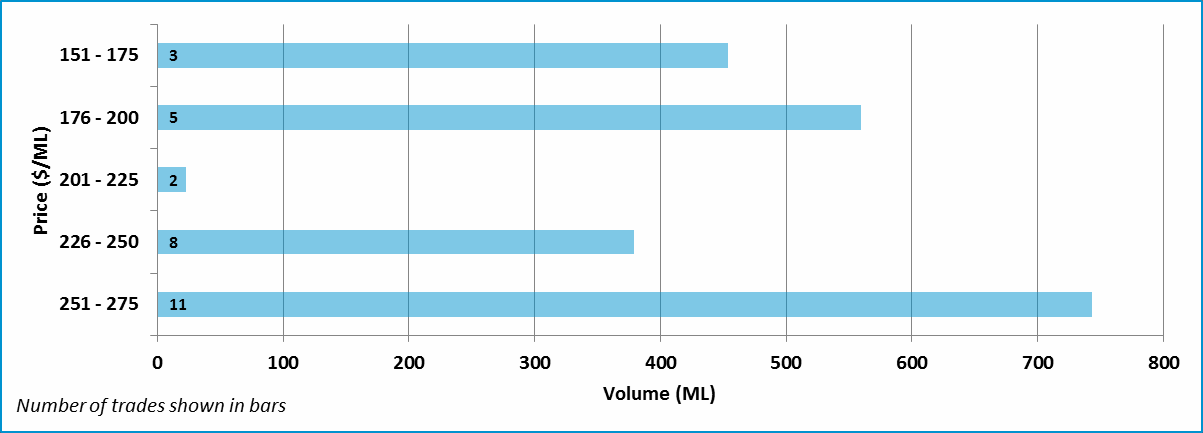 Price ($/ML)
151 - 175
3
176 - 200
5
201 - 225
2
226 - 250
8
251 - 275
11
0 100 200 300 400 500 600 700 800
Volume (ML)
Number of trades shown in bars